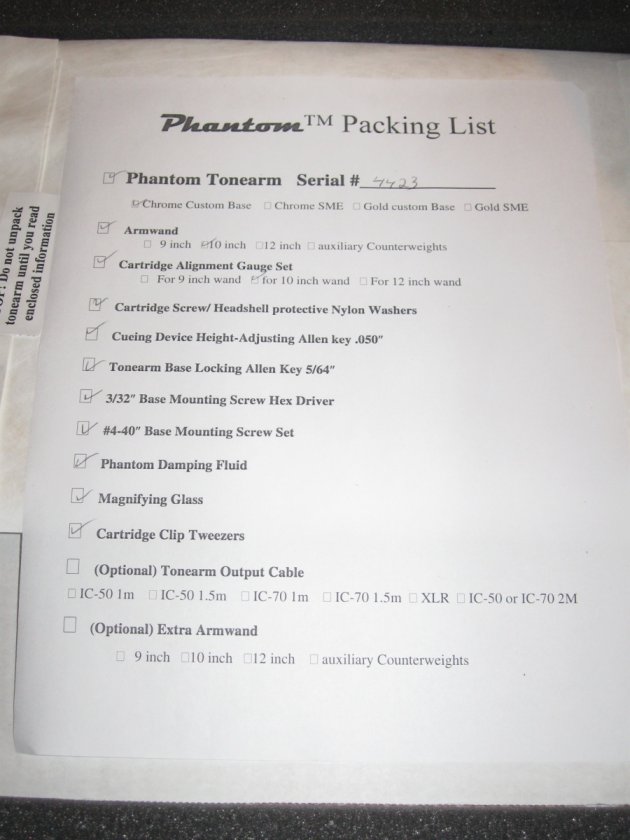 Phantom™ Packing List
Phantom Tonearm Serial # 4423
Chrome Custom Base Chrome SME Gold custom Base Gold SME
Armwand
9 inch 10 inch 12 inch auxiliary Counterweights
Cartridge Alignment Gauge Set
For 9 inch wand for 10 inch wand For 12 inch wand
Cartridge Screw/ Headshell protective Nylon Washers
Cueing Device Height-Adjusting Allen key .050"
Tonearm Base Locking Allen Key 5/64"
3/32" Base Mounting Screw Hex Driver
#4-40" Base Mounting Screw Set
Phantom Damping Fluid
Magnifying Glass
Cartridge Clip Tweezers
(Optional) Tonearm Output Cable
IC-50 1m IC-50 1.5m IC-70 1m IC-70 1.5m XLR IC-50 or IC-70 2M
(Optional) Extra Armwand
9 inch 10 inch 12 inch auxiliary Counterweights
Do not unpack
tonearm until you read
enclosed information